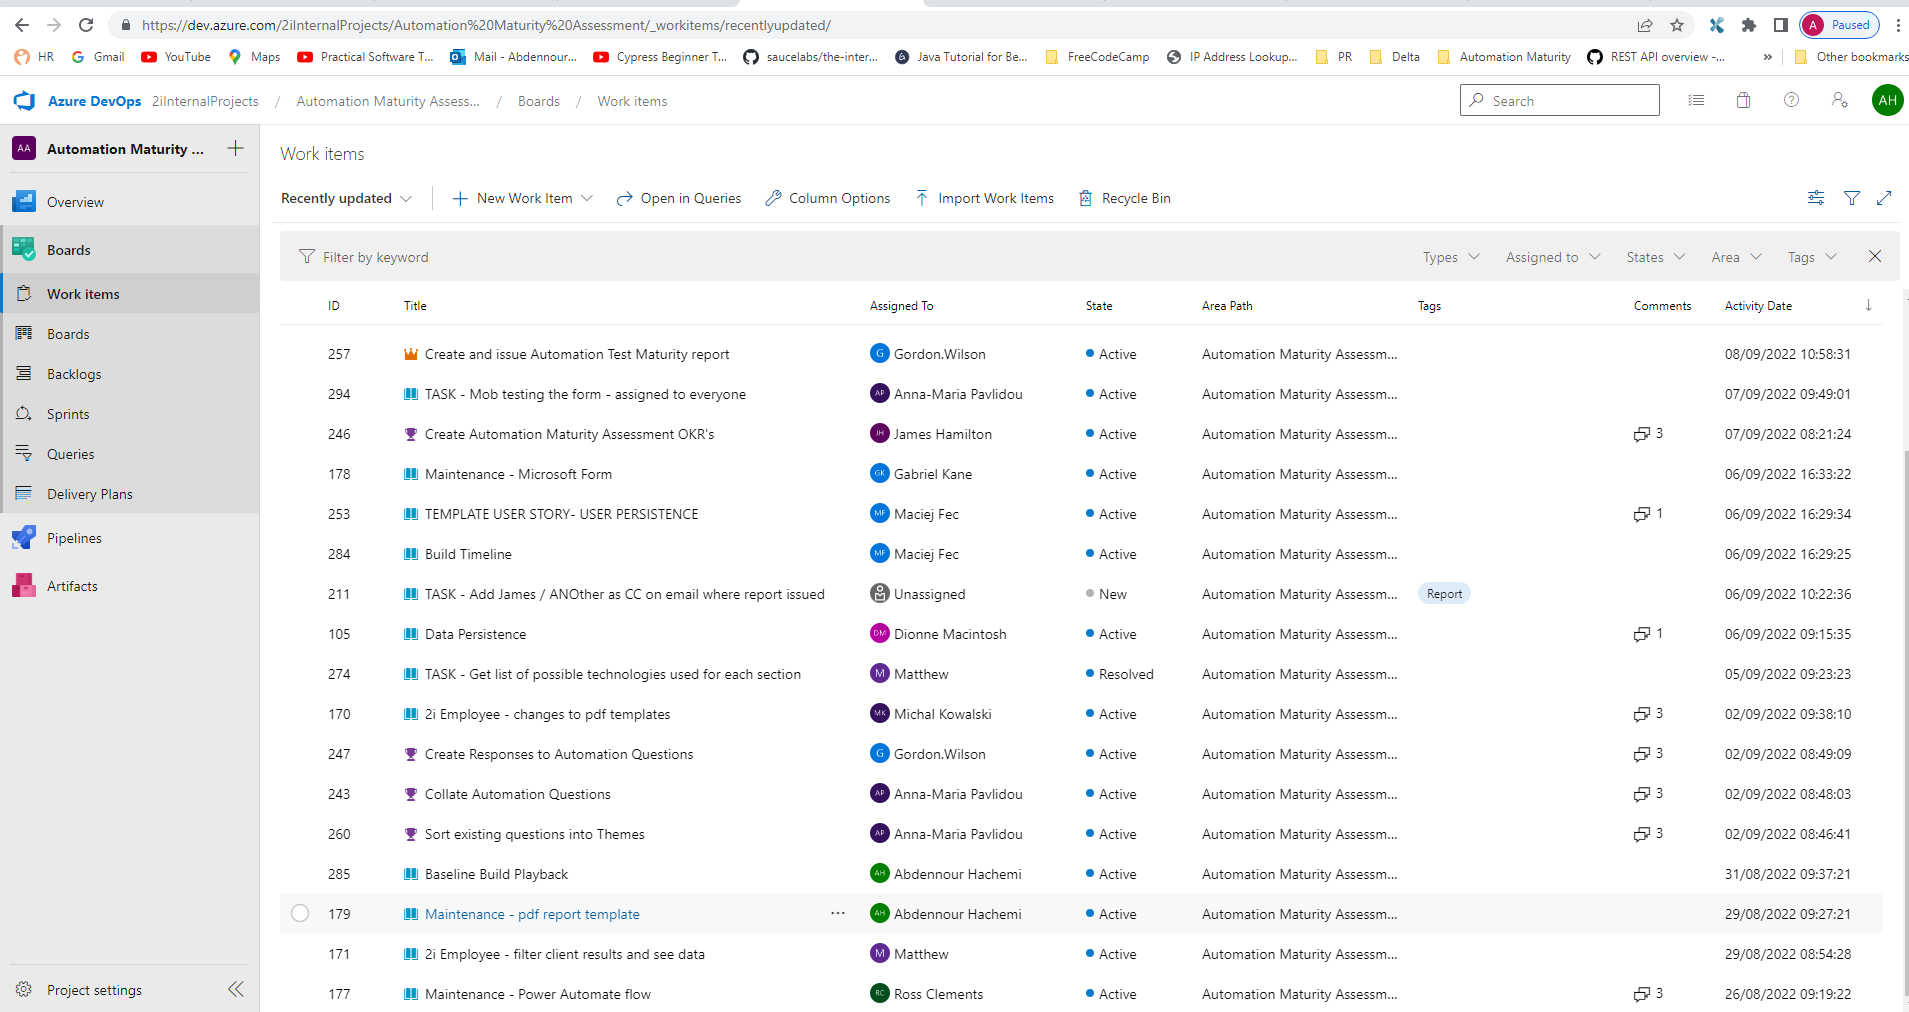 https://dev.azure.com/2iInternalProjects/Automation%20Maturity%20Assessment/_workitems/recentlyupdated/
A Paused
HR Gmail YouTube Maps Practical Software T... Mail - Abdennour... Cypress Beginner T... saucelabs/the-inter... Java Tutorial for Be... FreeCodeCamp IP Address Lookup... PR Delta Automation Maturity REST API overview -... » Other bookmarks
Azure DevOps 2iInternalProjects / Automation Maturity Assess... / Boards / Work items
Search
AH
AA Automation Maturity ...
Overview
Boards
Work items
Boards
Backlogs
Sprints
Queries
Delivery Plans
Pipelines
Artifacts
Project settings
Work items
Recently updated New Work Item Open in Queries Column Options Import Work Items Recycle Bin
Filter by keyword Types Assigned to States Area Tags
ID Title Assigned To State Area Path Tags Comments Activity Date
257 Create and issue Automation Test Maturity report G Gordon.Wilson Active Automation Maturity Assessm... 08/09/2022 10:58:31
294 TASK - Mob testing the form - assigned to everyone AP Anna-Maria Pavlidou Active Automation Maturity Assessm... 07/09/2022 09:49:01
246 Create Automation Maturity Assessment OKR's JH James Hamilton Active Automation Maturity Assessm... 3 07/09/2022 08:21:24
178 Maintenance - Microsoft Form GK Gabriel Kane Active Automation Maturity Assessm... 06/09/2022 16:33:22
253 TEMPLATE USER STORY- USER PERSISTENCE MF Maciej Fec Active Automation Maturity Assessm... 1 06/09/2022 16:29:34
284 Build Timeline MF Maciej Fec Active Automation Maturity Assessm... 06/09/2022 16:29:25
211 TASK - Add James / ANOther as CC on email where report issued Unassigned New Automation Maturity Assessm... Report 06/09/2022 10:22:36
105 Data Persistence DM Dionne Macintosh Active Automation Maturity Assessm... 1 06/09/2022 09:15:35
274 TASK - Get list of possible technologies used for each section M Matthew Resolved Automation Maturity Assessm... 05/09/2022 09:23:23
170 2i Employee - changes to pdf templates MK Michal Kowalski Active Automation Maturity Assessm... 3 02/09/2022 09:38:10
247 Create Responses to Automation Questions G Gordon.Wilson Active Automation Maturity Assessm... 3 02/09/2022 08:49:09
243 Collate Automation Questions AP Anna-Maria Pavlidou Active Automation Maturity Assessm... 3 02/09/2022 08:48:03
260 Sort existing questions into Themes AP Anna-Maria Pavlidou Active Automation Maturity Assessm... 3 02/09/2022 08:46:41
285 Baseline Build Playback AH Abdennour Hachemi Active Automation Maturity Assessm... 31/08/2022 09:37:21
179 Maintenance - pdf report template ... AH Abdennour Hachemi Active Automation Maturity Assessm... 29/08/2022 09:27:21
171 2i Employee - filter client results and see data M Matthew Active Automation Maturity Assessm... 29/08/2022 08:54:28
177 Maintenance - Power Automate flow RC Ross Clements Active Automation Maturity Assessm... 3 26/08/2022 09:19:22